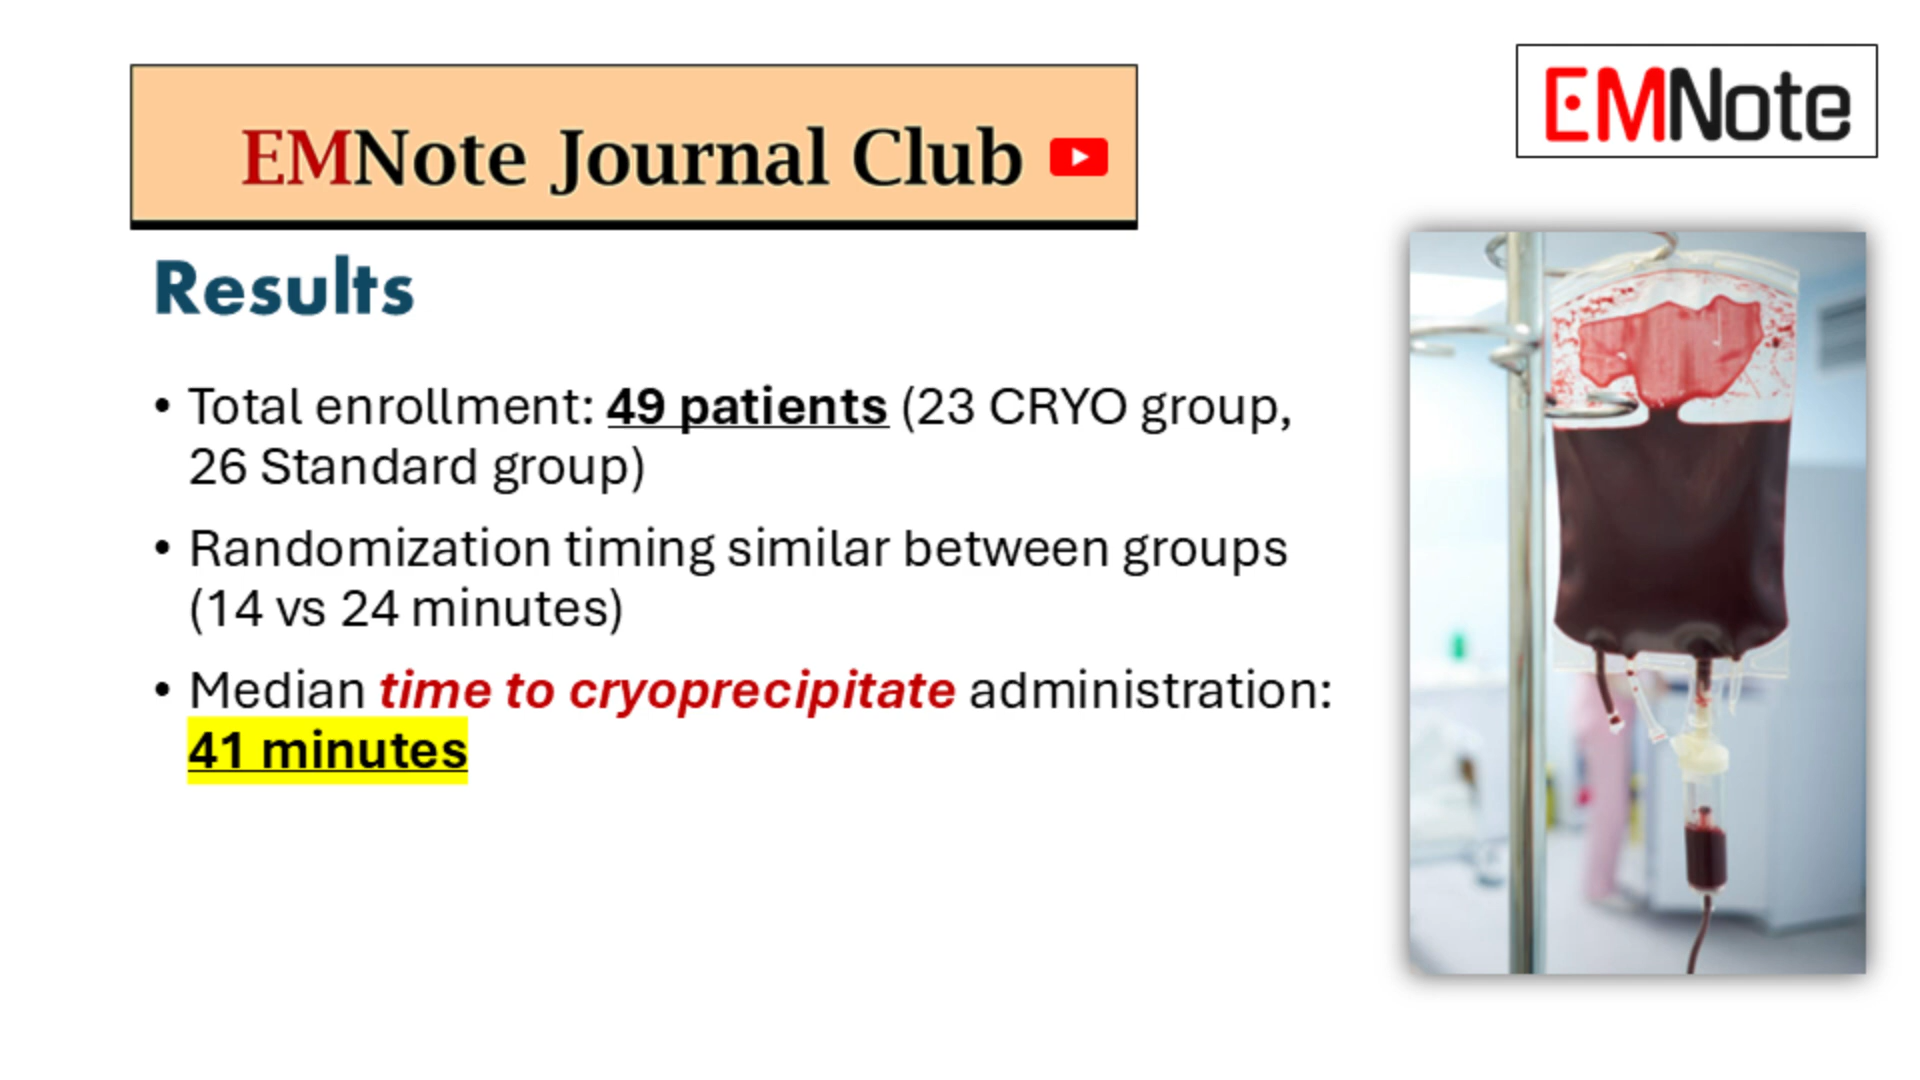 EMNote Journal Club
EMNote
Results
• Total enrollment: 49 patients (23 CRYO group,
26 Standard group)
• Randomization timing similar between groups
(14 vs 24 minutes)
• Median time to cryoprecipitate administration:
41 minutes